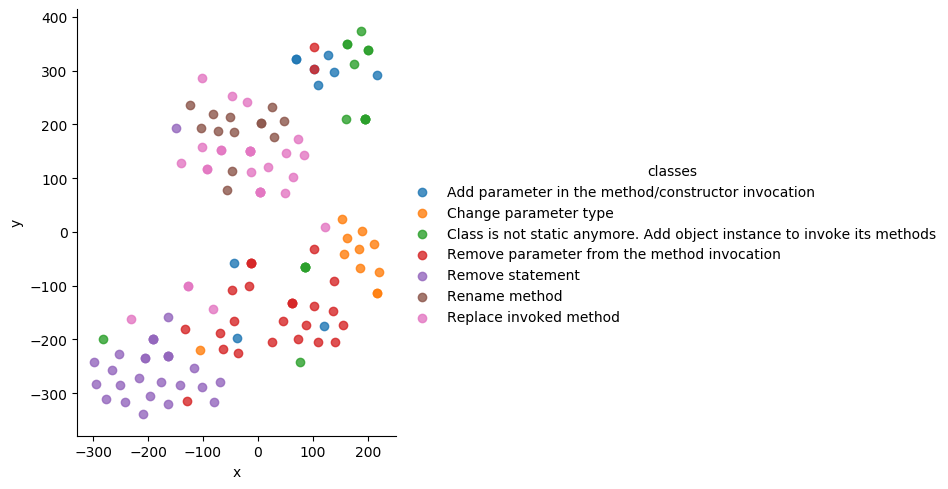 400
300
200
100
0
−100
−200
−300
y
−300 −200 −100 0 100 200
x
classes
Add parameter in the method/constructor invocation
Change parameter type
Class is not static anymore. Add object instance to invoke its methods
Remove parameter from the method invocation
Remove statement
Rename method
Replace invoked method